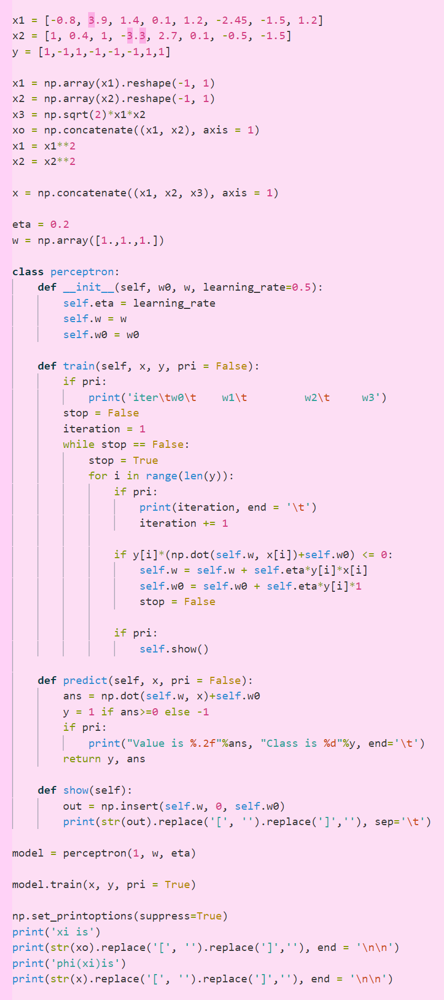 x1 = [-0.8, 3.9, 1.4, 0.1, 1.2, -2.45, -1.5, 1.2]
x2 = [1, 0.4, 1, -3.3, 2.7, 0.1, -0.5, -1.5]
y = [1,-1,1,-1,-1,-1,1,1]

x1 = np.array(x1).reshape(-1, 1)
x2 = np.array(x2).reshape(-1, 1)
x3 = np.sqrt(2)*x1*x2
xo = np.concatenate((x1, x2), axis = 1)
x1 = x1**2
x2 = x2**2

x = np.concatenate((x1, x2, x3), axis = 1)

eta = 0.2
w = np.array([1.,1.,1.])

class perceptron:
    def __init__(self, w0, w, learning_rate=0.5):
        self.eta = learning_rate
        self.w = w
        self.w0 = w0

    def train(self, x, y, pri = False):
        if pri:
            print('iter\tw0\t    w1\t         w2\t     w3')
        stop = False
        iteration = 1
        while stop == False:
            stop = True
            for i in range(len(y)):
                if pri:
                    print(iteration, end = '\t')
                    iteration += 1

                if y[i]*(np.dot(self.w, x[i])+self.w0) <= 0:
                    self.w = self.w + self.eta*y[i]*x[i]
                    self.w0 = self.w0 + self.eta*y[i]*1
                    stop = False

                if pri:
                    self.show()

    def predict(self, x, pri = False):
        ans = np.dot(self.w, x)+self.w0
        y = 1 if ans>=0 else -1
        if pri:
            print("Value is %.2f"%ans, "Class is %d"%y, end='\t')
        return y, ans

    def show(self):
        out = np.insert(self.w, 0, self.w0)
        print(str(out).replace('[', '').replace(']',''), sep='\t')

model = perceptron(1, w, eta)

model.train(x, y, pri = True)

np.set_printoptions(suppress=True)
print('xi is')
print(str(xo).replace('[', '').replace(']',''), end = '\n\n')
print('phi(xi)is')
print(str(x).replace('[', '').replace(']',''), end = '\n\n')